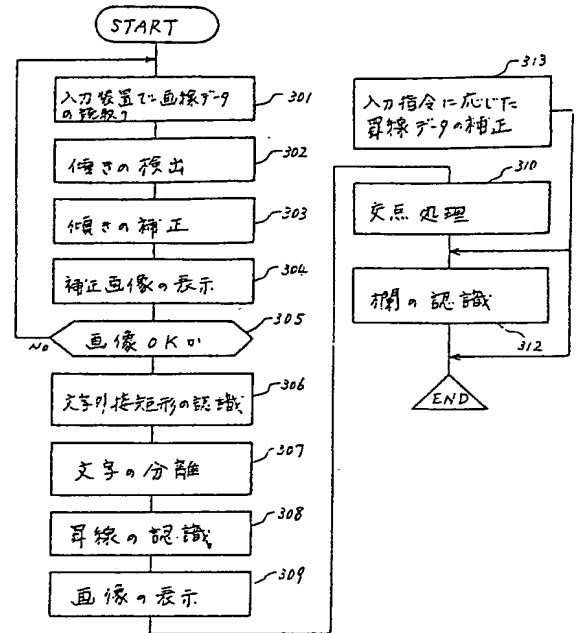 START
入力装置で画線データ
の読取り
301
傾きの検出
302
傾きの補正
303
補正画像の表示
304
画像OKか
305
No
文字外接矩形の認識
306
文字の分離
307
罫線の認識
308
画像の表示
309
入力指令に応じた
罫線データの補正
313
交点処理
310
欄の認識
312
END